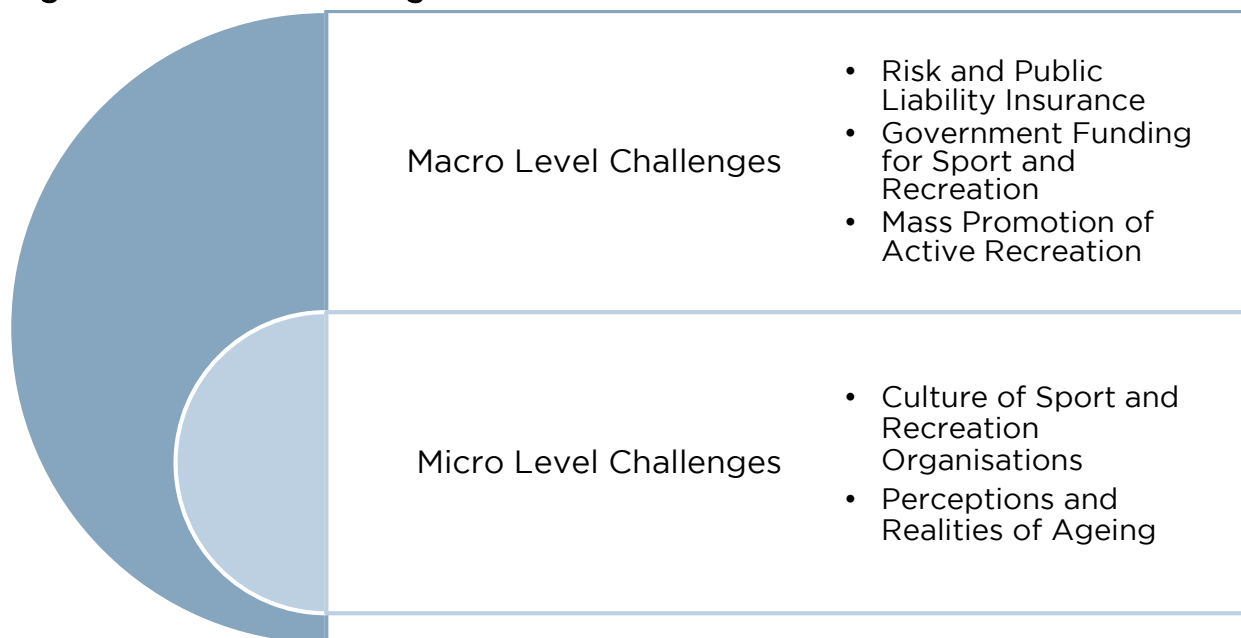 Macro Level Challenges
• Risk and Public
Liability Insurance
• Government Funding
for Sport and
Recreation
• Mass Promotion of
Active Recreation
Micro Level Challenges
• Culture of Sport and
Recreation
Organisations
• Perceptions and
Realities of Ageing